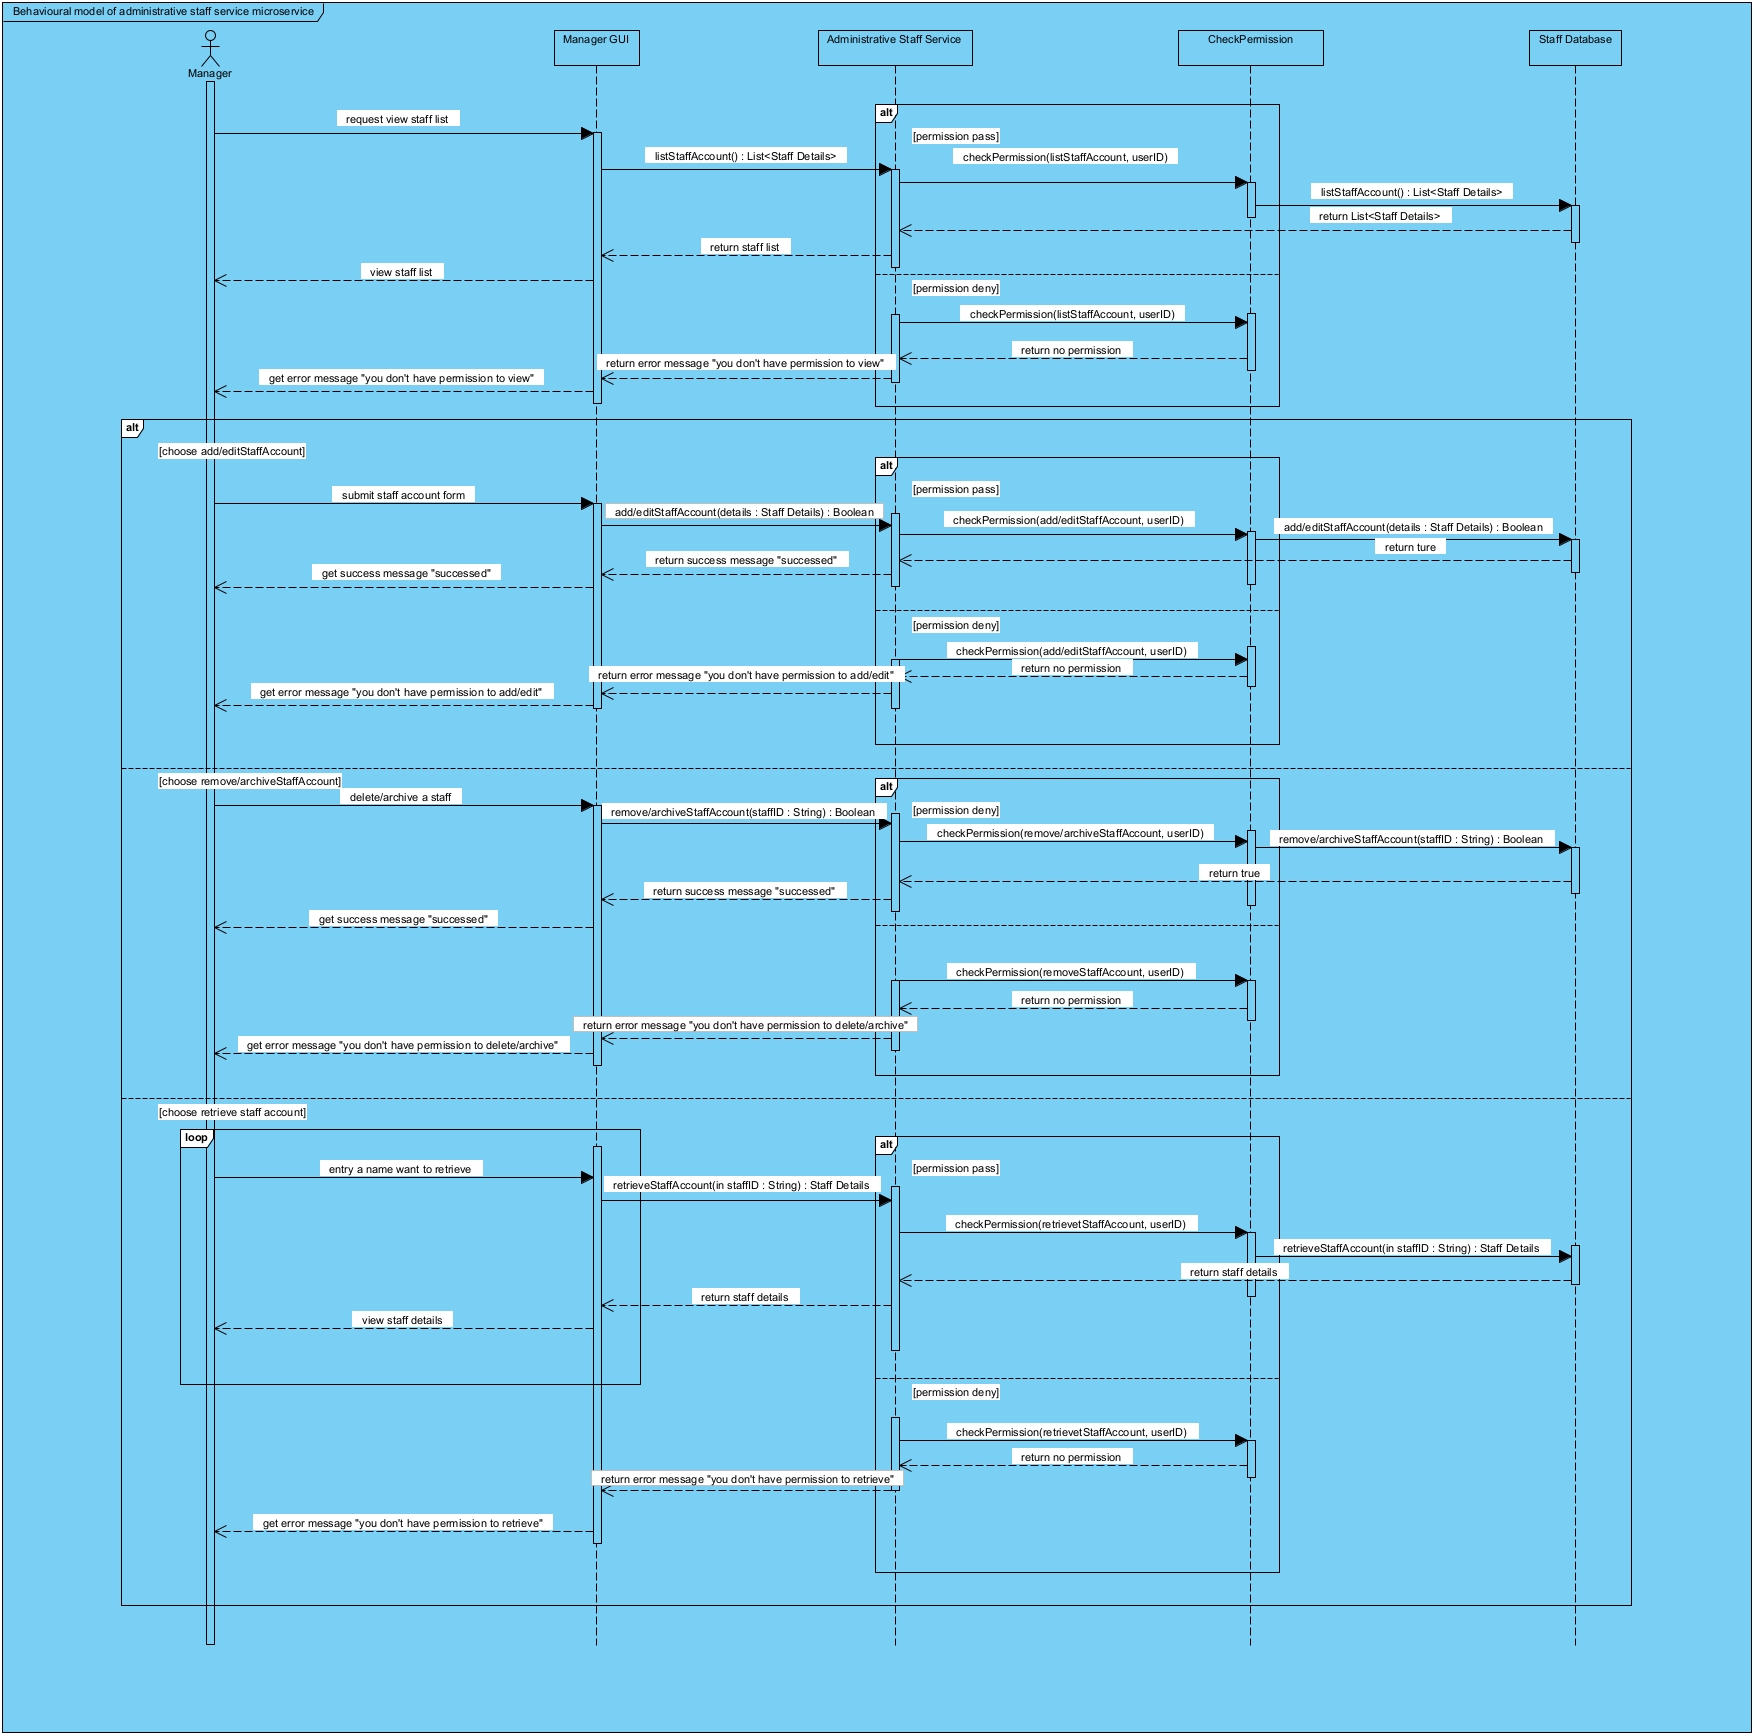 Behavioural model of administrative staff service microservice
Manager
Manager GUI
Administrative Staff Service
CheckPermission
Staff Database
alt
request view staff list
[permission pass]
listStaffAccount() : List<Staff Details>
checkPermission(listStaffAccount, userID)
listStaffAccount() : List<Staff Details>
return List<Staff Details>
return staff list
view staff list
[permission deny]
checkPermission(listStaffAccount, userID)
return no permission
return error message "you don't have permission to view"
get error message "you don't have permission to view"
alt
[choose add/editStaffAccount]
alt
[permission pass]
submit staff account form
add/editStaffAccount(details : Staff Details) : Boolean
checkPermission(add/editStaffAccount, userID)
add/editStaffAccount(details : Staff Details) : Boolean
return ture
return success message "successed"
get success message "successed"
[permission deny]
checkPermission(add/editStaffAccount, userID)
return no permission
return error message "you don't have permission to add/edit"
get error message "you don't have permission to add/edit"
[choose remove/archiveStaffAccount]
alt
delete/archive a staff
[permission deny]
remove/archiveStaffAccount(staffID : String) : Boolean
checkPermission(remove/archiveStaffAccount, userID)
remove/archiveStaffAccount(staffID : String) : Boolean
return true
return success message "successed"
get success message "successed"
checkPermission(removeStaffAccount, userID)
return no permission
return error message "you don't have permission to delete/archive"
get error message "you don't have permission to delete/archive"
[choose retrieve staff account]
loop
alt
entry a name want to retrieve
[permission pass]
retrieveStaffAccount(in staffID : String) : Staff Details
checkPermission(retrievetStaffAccount, userID)
retrieveStaffAccount(in staffID : String) : Staff Details
return staff details
return staff details
view staff details
[permission deny]
checkPermission(retrievetStaffAccount, userID)
return no permission
return error message "you don't have permission to retrieve"
get error message "you don't have permission to retrieve"